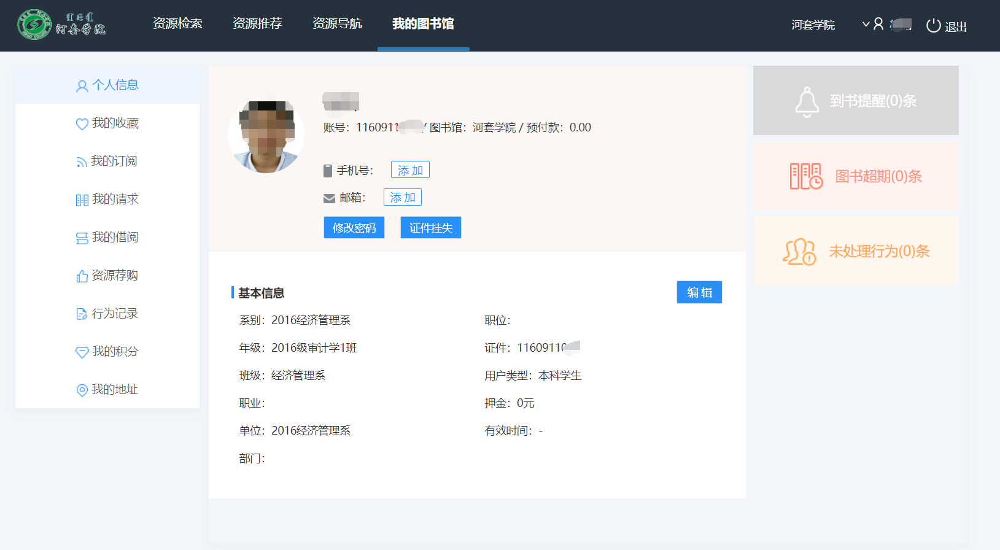 河套学院
资源检索
资源推荐
资源导航
我的图书馆
河套学院
退出
个人信息
我的收藏
我的订阅
我的请求
我的借阅
资源荐购
行为记录
我的积分
我的地址
账号：1160911 / 图书馆：河套学院 / 预付款：0.00
手机号： 添 加
邮箱： 添 加
修改密码 证件挂失
到书提醒(0)条
图书超期(0)条
未处理行为(0)条
基本信息
编 辑
系别：2016经济管理系
职位：
年级：2016级审计学1班
证件：11609110
班级：经济管理系
用户类型：本科学生
职业：
押金：0元
单位：2016经济管理系
有效时间：-
部门：